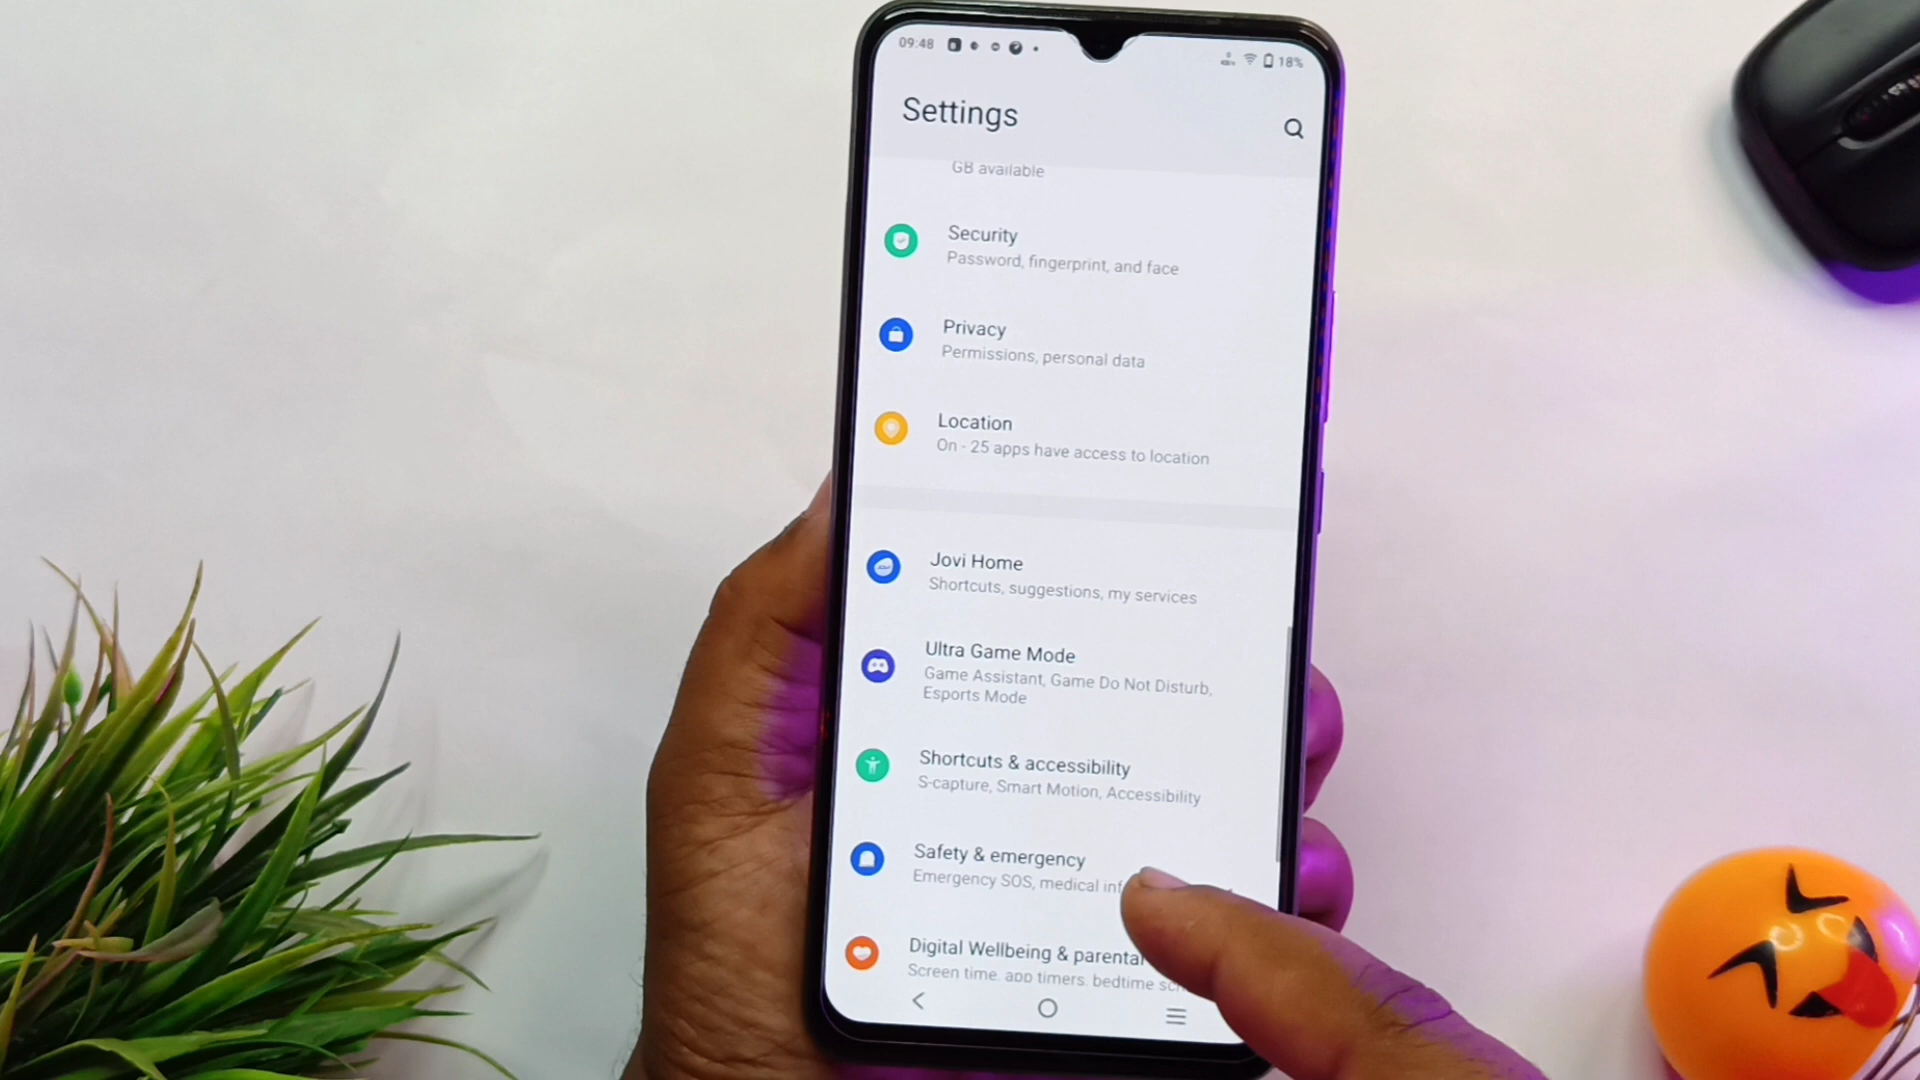 09:48
18%
Settings
GB available
Security
Password, fingerprint, and face
Privacy
Permissions, personal data
Location
On - 25 apps have access to location
Jovi Home
Shortcuts, suggestions, my services
Ultra Game Mode
Game Assistant, Game Do Not Disturb,
Esports Mode
Shortcuts & accessibility
S-capture, Smart Motion, Accessibility
Safety & emergency
Emergency SOS, medical
Digital Wellbeing & parental
Screen time, app timers, bedtime